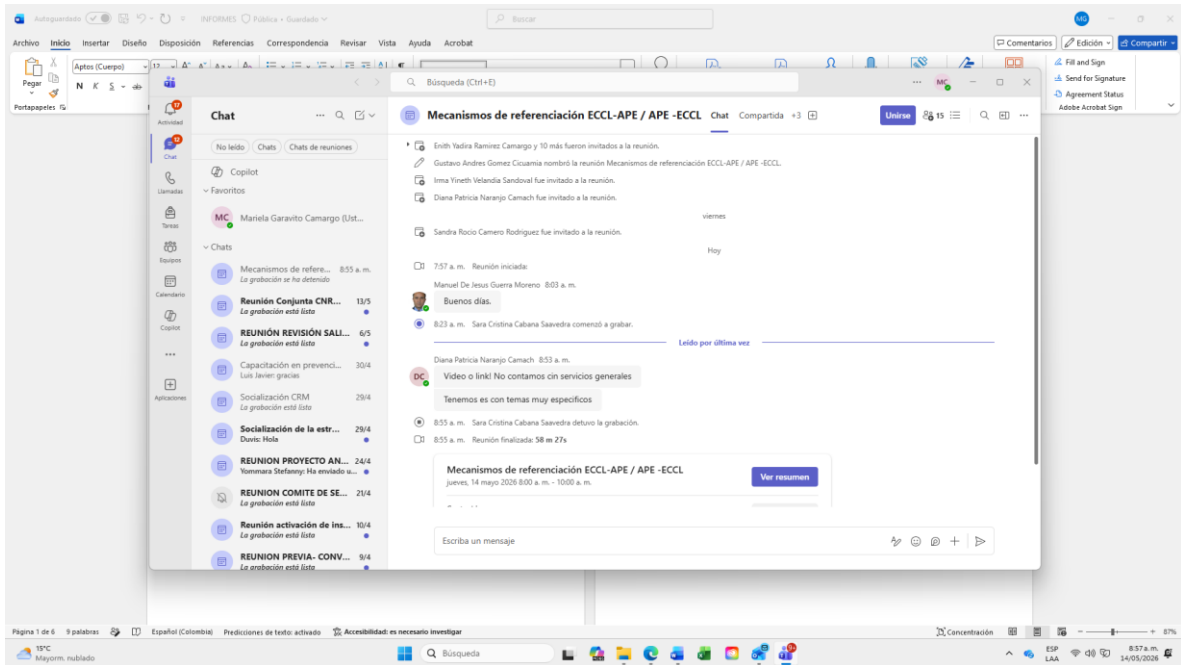 Autoguardado
INFORMES Pública • Guardado
Buscar
MG
Archivo Inicio Insertar Diseño Disposición Referencias Correspondencia Revisar Vista Ayuda Acrobat
Comentarios Edición Compartir
Pegar
Portapapeles
Aptos (Cuerpo) 12
N K S ab
Fill and Sign
Send for Signature
Agreement Status
Adobe Acrobat Sign
Búsqueda (Ctrl+E)
MC
17
Actividad
12
Chat
Llamadas
Tareas
Equipos
Calendario
Copilot
Aplicaciones
Chat
No leído Chats Chats de reuniones
Copilot
Favoritos
MC Mariela Garavito Camargo (Ust...
Chats
Mecanismos de refere... 8:55 a. m.
La grabación se ha detenido
Reunión Conjunta CNR... 13/5
La grabación está lista
REUNIÓN REVISIÓN SALI... 6/5
La grabación está lista
Capacitación en prevenci... 30/4
Luis Javier: gracias
Socialización CRM 29/4
La grabación está lista
Socialización de la estr... 29/4
Duvis: Hola
REUNION PROYECTO AN... 24/4
Yommara Stefanny: Ha enviado u...
REUNION COMITE DE SE... 21/4
La grabación está lista
Reunión activación de ins... 10/4
La grabación está lista
REUNION PREVIA- CONV... 9/4
La grabación está lista
Mecanismos de referenciación ECCL-APE / APE -ECCL Chat Compartida +3
Unirse 15
Enith Yadira Ramirez Camargo y 10 más fueron invitados a la reunión.
Gustavo Andres Gomez Cicuamia nombró la reunión Mecanismos de referenciación ECCL-APE / APE -ECCL.
Irma Yineth Velandia Sandoval fue invitado a la reunión.
Diana Patricia Naranjo Camach fue invitado a la reunión.
viernes
Sandra Rocio Camero Rodriguez fue invitado a la reunión.
Hoy
7:57 a. m. Reunión iniciada:
Manuel De Jesus Guerra Moreno 8:03 a. m.
Buenos días.
8:23 a. m. Sara Cristina Cabana Saavedra comenzó a grabar.
Leído por última vez
Diana Patricia Naranjo Camach 8:53 a. m.
DC Video o link! No contamos cin servicios generales
Tenemos es con temas muy especificos
8:55 a. m. Sara Cristina Cabana Saavedra detuvo la grabación.
8:55 a. m. Reunión finalizada: 58 m 27s
Mecanismos de referenciación ECCL-APE / APE -ECCL
jueves, 14 mayo 2026 8:00 a. m. - 10:00 a. m.
Ver resumen
Escriba un mensaje
Página 1 de 6 9 palabras Español (Colombia) Predicciones de texto: activado Accesibilidad: es necesario investigar
Concentración 87%
15°C
Mayorm. nublado
Búsqueda
ESP
LAA
8:57 a. m.
14/05/2026